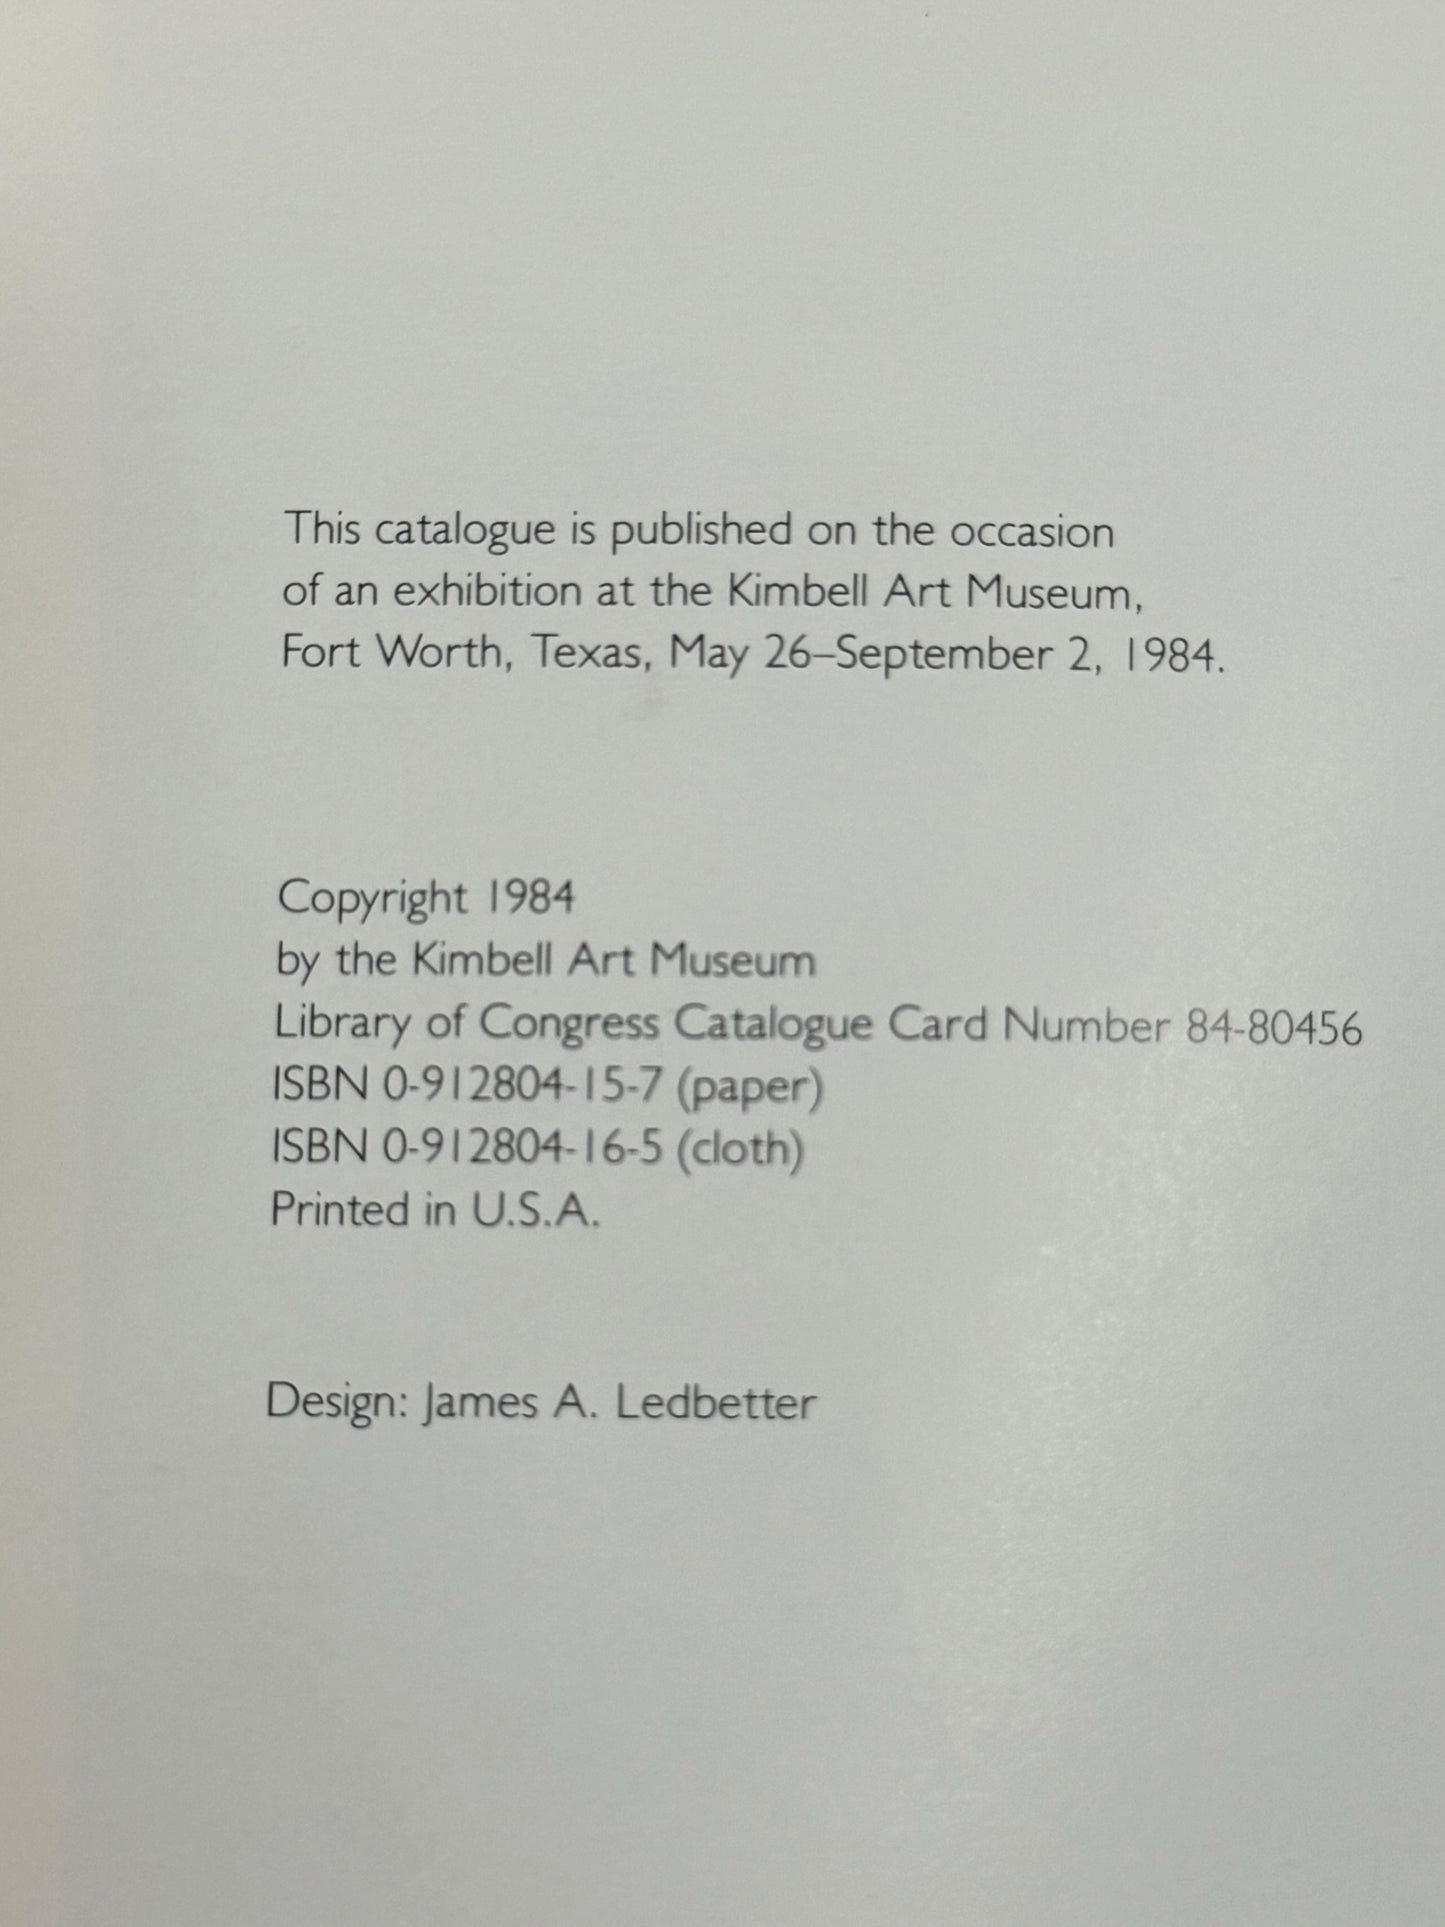 This catalogue is published on the occasion
of an exhibition at the Kimbell Art Museum,
Fort Worth, Texas, May 26–September 2, 1984.
Copyright 1984
by the Kimbell Art Museum
Library of Congress Catalogue Card Number 84-80456
ISBN 0-912804-15-7 (paper)
ISBN 0-912804-16-5 (cloth)
Printed in U.S.A.
Design: James A. Ledbetter